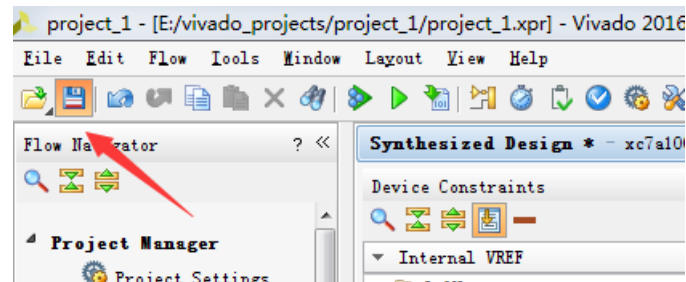 project_1 - [E:/vivado_projects/project_1/project_1.xpr] - Vivado 2016
File Edit Flow Tools Window Layout View Help
Flow Navigator ? «
Synthesized Design * - xc7a10
Device Constraints
Project Manager
Internal VREF
Project Settings